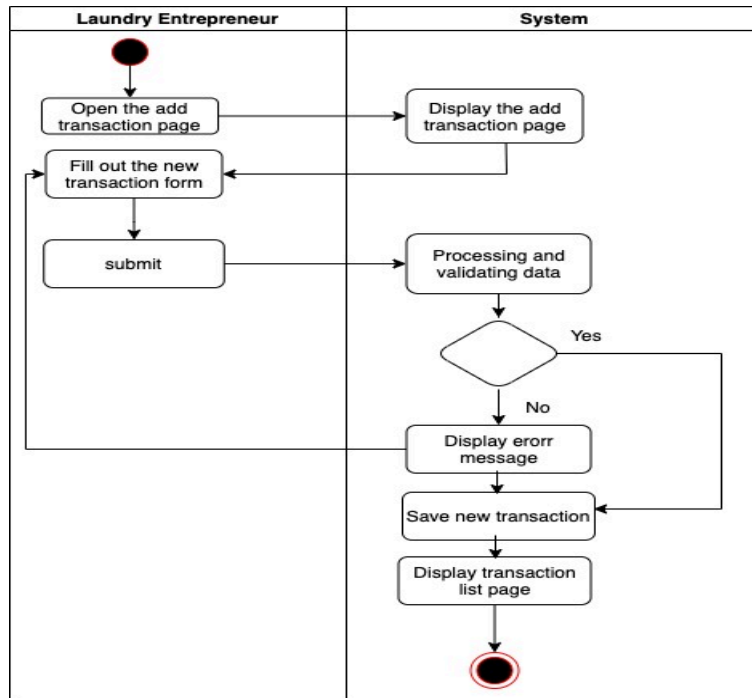 Laundry Entrepreneur
System
Open the add
transaction page
Display the add
transaction page
Fill out the new
transaction form
submit
Processing and
validating data
Yes
No
Display erorr
message
Save new transaction
Display transaction
list page